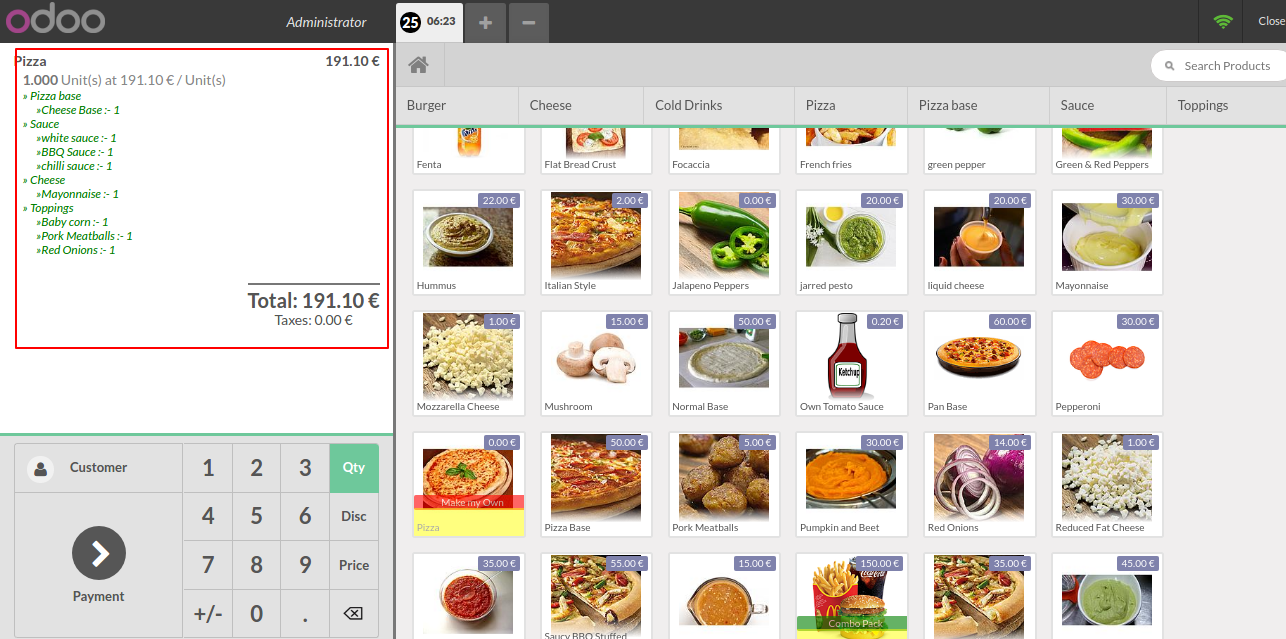 odoo
Administrator
25 06:23
+
−
Close
Pizza 191.10 €
1.000 Unit(s) at 191.10 € / Unit(s)
» Pizza base
»Cheese Base :- 1
» Sauce
»white sauce :- 1
»BBQ Sauce :- 1
»chilli sauce :- 1
» Cheese
»Mayonnaise :- 1
» Toppings
»Baby corn :- 1
»Pork Meatballs :- 1
»Red Onions :- 1
Total: 191.10 €
Taxes: 0.00 €
Customer
1 2 3 Qty
4 5 6 Disc
7 8 9 Price
+/- 0 .
Payment
Search Products
Burger Cheese Cold Drinks Pizza Pizza base Sauce Toppings
Fenta Flat Bread Crust Focaccia French fries green pepper Green & Red Peppers
22.00 € 2.00 € 0.00 € 20.00 € 20.00 € 30.00 €
Hummus Italian Style Jalapeno Peppers jarred pesto liquid cheese Mayonnaise
1.00 € 15.00 € 50.00 € 0.20 € 60.00 € 30.00 €
Ketchup
Mozzarella Cheese Mushroom Normal Base Own Tomato Sauce Pan Base Pepperoni
0.00 € 50.00 € 5.00 € 30.00 € 14.00 € 1.00 €
Make my Own
Pizza Pizza Base Pork Meatballs Pumpkin and Beet Red Onions Reduced Fat Cheese
35.00 € 55.00 € 15.00 € 150.00 € 35.00 € 45.00 €
Combo Pack
Saucy BBQ Stuffed